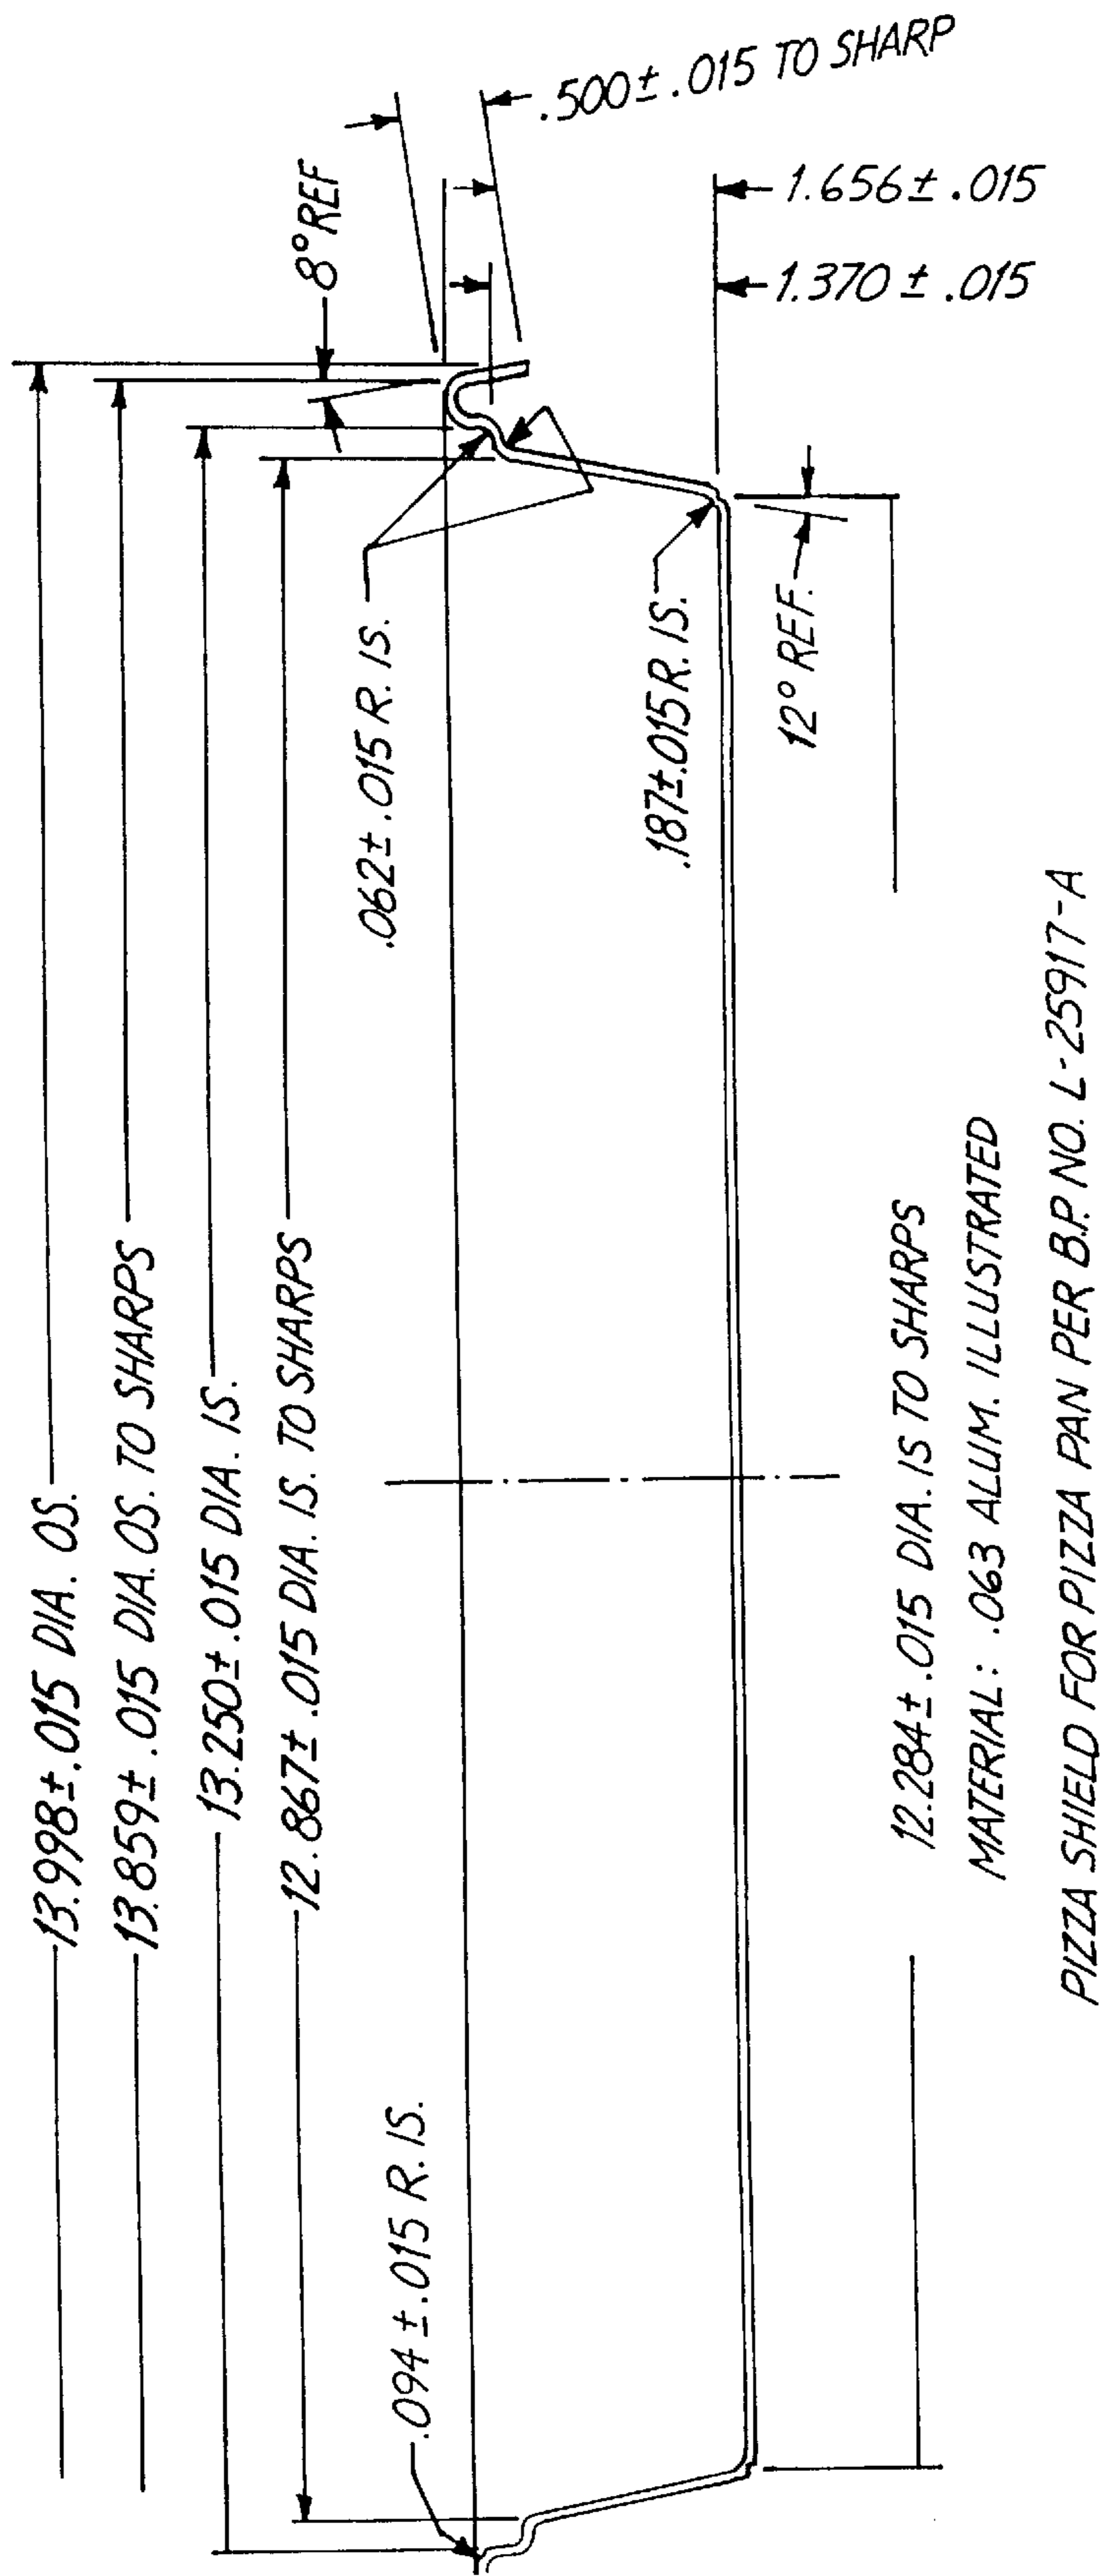 13.998±.015 DIA. OS.
13.859±.015 DIA. OS. TO SHARPS
13.250±.015 DIA. IS.
12.867±.015 DIA. IS. TO SHARPS
.094±.015 R. IS.
.062±.015 R. IS.
8° REF
.500±.015 TO SHARP
1.656±.015
1.370±.015
.187±.015 R. IS.
12° REF.
12.284±.015 DIA. IS TO SHARPS
MATERIAL: .063 ALUM. ILLUSTRATED
PIZZA SHIELD FOR PIZZA PAN PER B.P. NO. L-25917-A